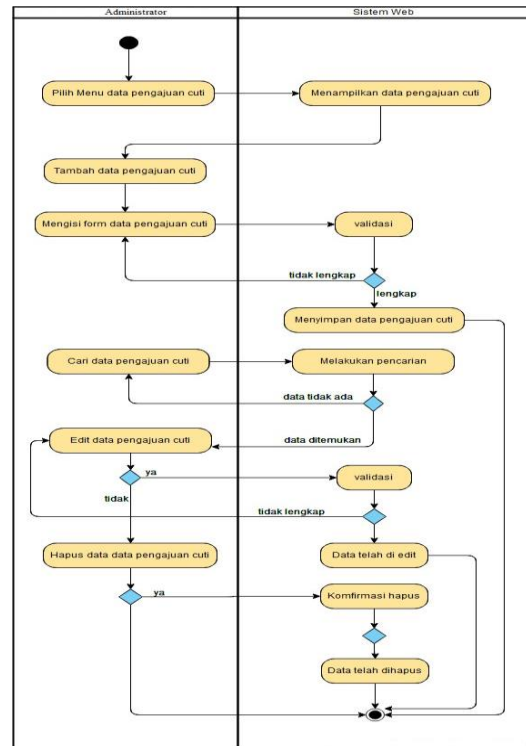 Administrator
Sistem Web
Pilih Menu data pengajuan cuti
Menampilkan data pengajuan cuti
Tambah data pengajuan cuti
Mengisi form data pengajuan cuti
validasi
tidak lengkap
lengkap
Menyimpan data pengajuan cuti
Cari data pengajuan cuti
Melakukan pencarian
data tidak ada
data ditemukan
Edit data pengajuan cuti
ya
validasi
tidak
tidak lengkap
Hapus data data pengajuan cuti
Data telah di edit
ya
Komfirmasi hapus
Data telah dihapus